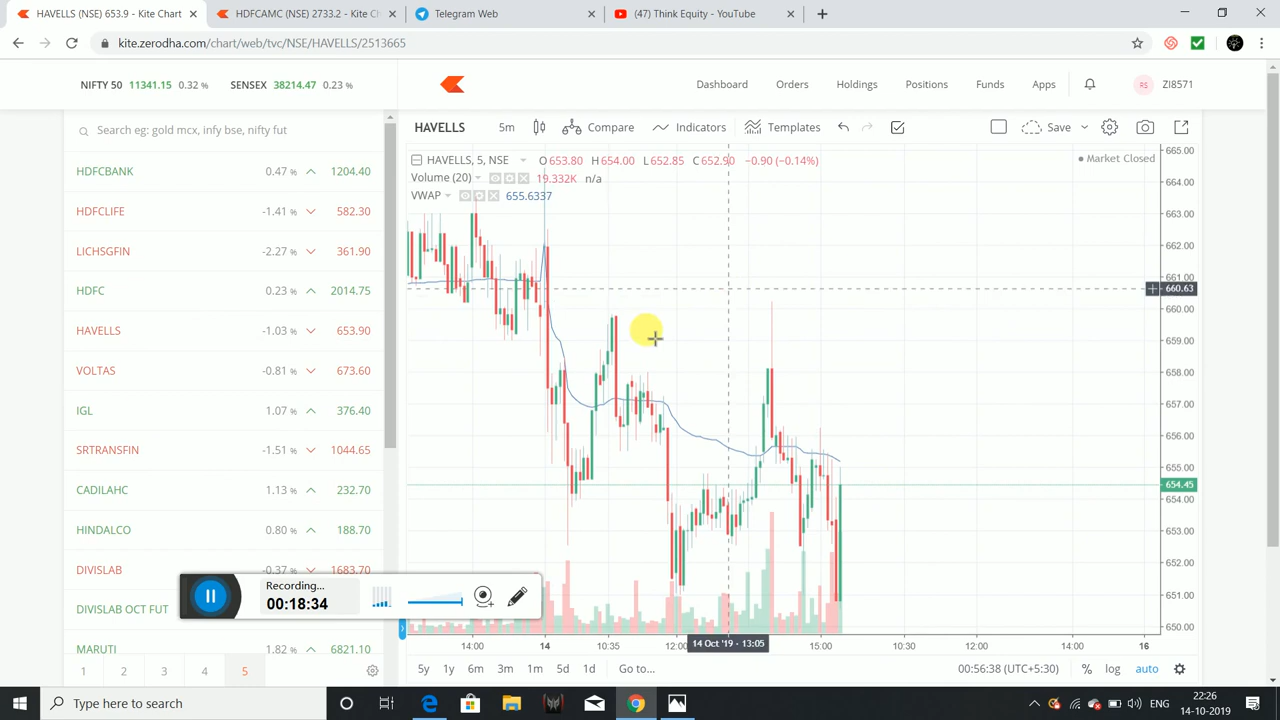 HAVELLS (NSE) 653.9 - Kite Chart
HDFCAMC (NSE) 2733.2 - Kite Ch
Telegram Web
(47) Think Equity - YouTube
kite.zerodha.com/chart/web/tvc/NSE/HAVELLS/2513665
NIFTY 50 11341.15 0.32 % SENSEX 38214.47 0.23 %
Dashboard Orders Holdings Positions Funds Apps RS ZI8571
Search eg: gold mcx, infy bse, nifty fut
HDFCBANK 0.47 % 1204.40
HDFCLIFE -1.41 % 582.30
LICHSGFIN -2.27 % 361.90
HDFC 0.23 % 2014.75
HAVELLS -1.03 % 653.90
VOLTAS -0.81 % 673.60
IGL 1.07 % 376.40
SRTRANSFIN -1.51 % 1044.65
CADILAHC 1.13 % 232.70
HINDALCO 0.80 % 188.70
DIVISLAB -0.37 % 1683.70
DIVISLAB OCT FUT
MARUTI 1.82 % 6821.10
1 2 3 4 5
Recording...
00:18:34
HAVELLS 5m Compare Indicators Templates Save
HAVELLS, 5, NSE O 653.80 H 654.00 L 652.85 C 652.90 −0.90 (−0.14%)
Market Closed
Volume (20) 19.332K n/a
VWAP 655.6337
665.00
664.00
663.00
662.00
661.00
660.63
660.00
659.00
658.00
657.00
656.00
655.00
654.45
654.00
653.00
652.00
651.00
650.00
14:00 14 10:35 12:00 14 Oct '19 - 13:05 15:00 10:30 12:00 14:00 16
5y 1y 6m 3m 1m 5d 1d Go to... 00:56:38 (UTC+5:30) % log auto
Type here to search
ENG
22:26
14-10-2019